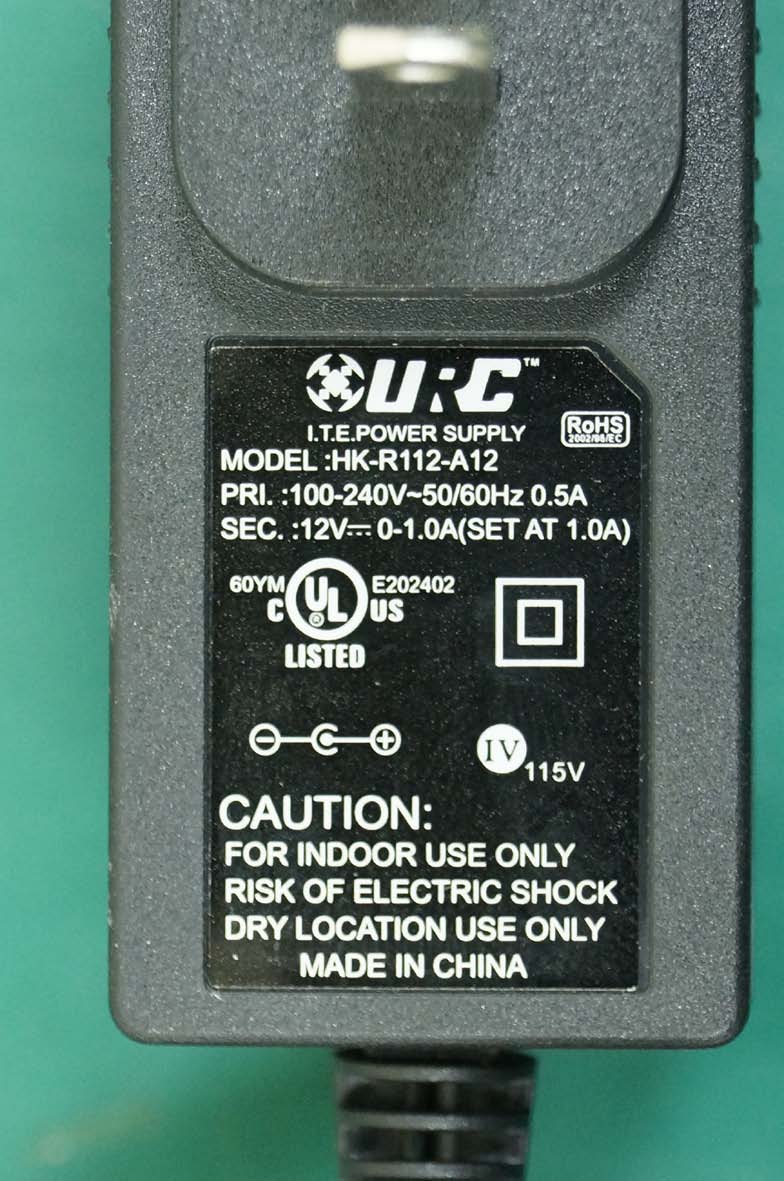 URC™
I.T.E.POWER SUPPLY
RoHS
2002/95/EC
MODEL :HK-R112-A12
PRI. :100-240V~50/60Hz 0.5A
SEC. :12V⎓ 0-1.0A(SET AT 1.0A)
60YM E202402
C UL® US
LISTED
IV 115V
CAUTION:
FOR INDOOR USE ONLY
RISK OF ELECTRIC SHOCK
DRY LOCATION USE ONLY
MADE IN CHINA